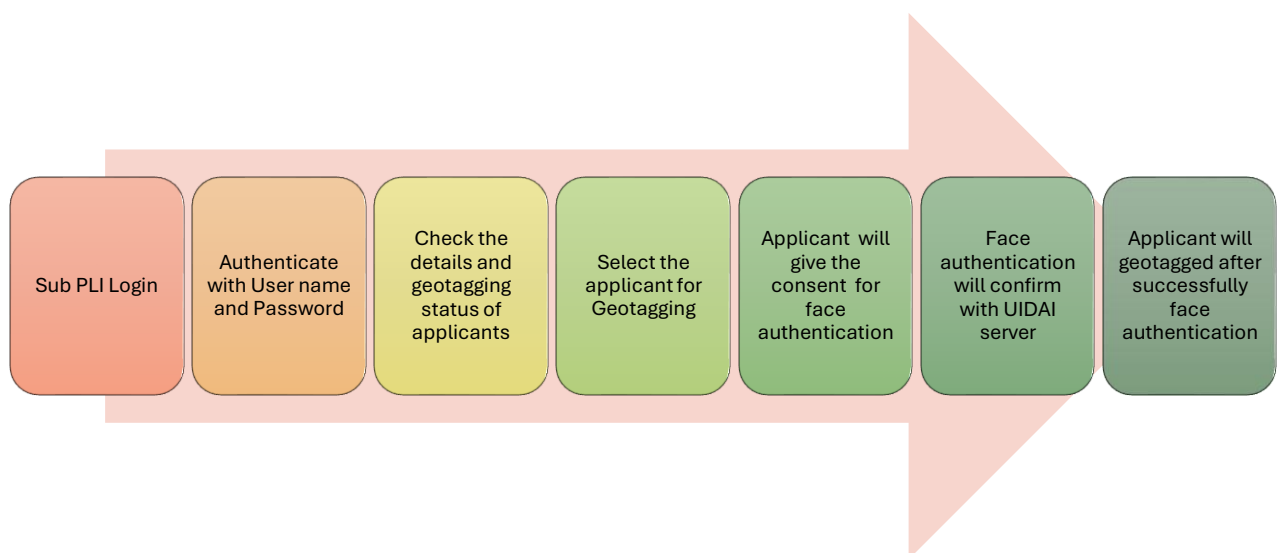 Sub PLI Login
Authenticate
with User name
and Password
Check the
details and
geotagging
status of
applicants
Select the
applicant for
Geotagging
Applicant will
give the
consent for
face
authentication
Face
authentication
will confirm
with UIDAI
server
Applicant will
geotagged after
successfully
face
authentication